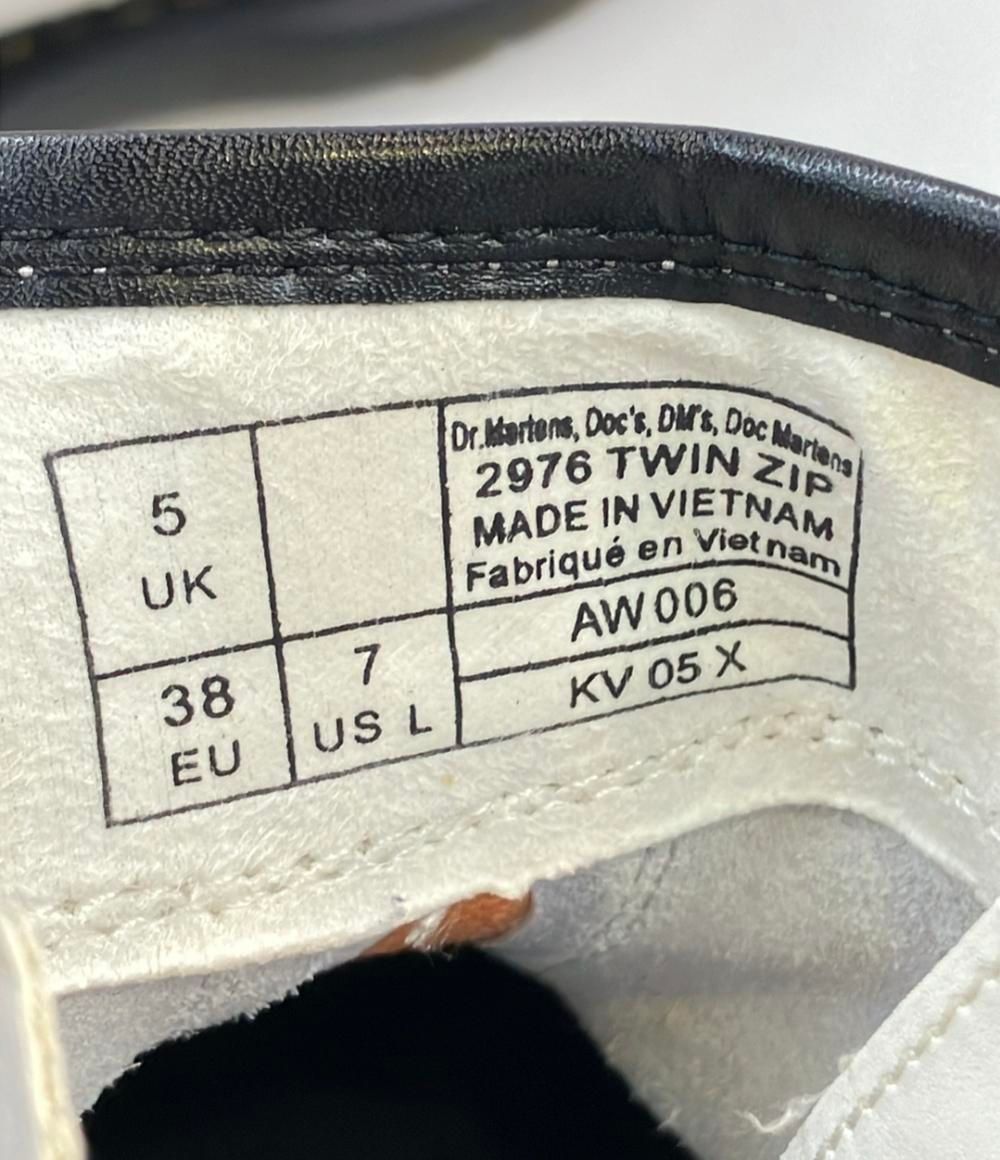 5
UK
38
EU
7
US L
Dr.Martens, Doc's, DM's, Doc Martens
2976 TWIN ZIP
MADE IN VIETNAM
Fabriqué en Vietnam
AW006
KV 05 X